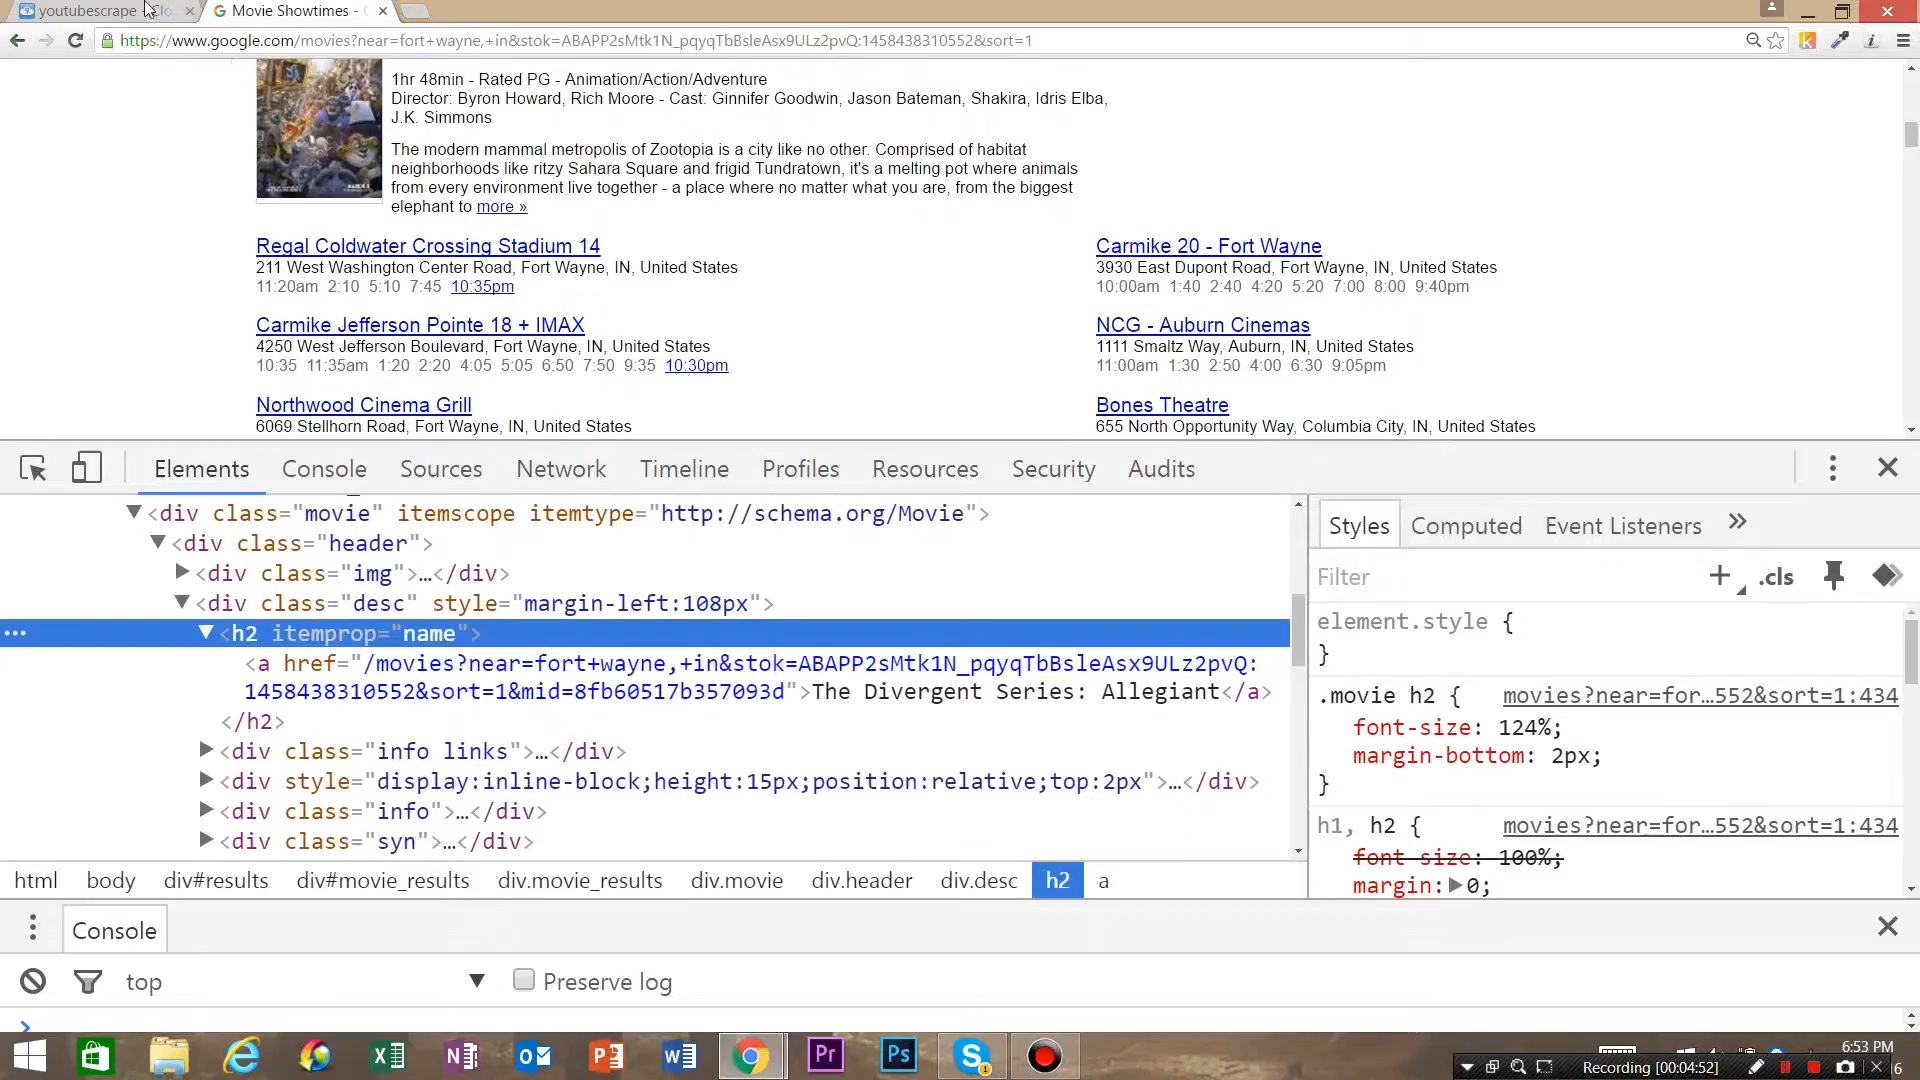 youtubescrape
Movie Showtimes -
https://www.google.com/movies?near=fort+wayne,+in&stok=ABAPP2sMtk1N_pqyqTbBsleAsx9ULz2pvQ:1458438310552&sort=1
1hr 48min - Rated PG - Animation/Action/Adventure
Director: Byron Howard, Rich Moore - Cast: Ginnifer Goodwin, Jason Bateman, Shakira, Idris Elba,
J.K. Simmons
The modern mammal metropolis of Zootopia is a city like no other. Comprised of habitat
neighborhoods like ritzy Sahara Square and frigid Tundratown, it's a melting pot where animals
from every environment live together - a place where no matter what you are, from the biggest
elephant to more »
Regal Coldwater Crossing Stadium 14
211 West Washington Center Road, Fort Wayne, IN, United States
11:20am 2:10 5:10 7:45 10:35pm
Carmike 20 - Fort Wayne
3930 East Dupont Road, Fort Wayne, IN, United States
10:00am 1:40 2:40 4:20 5:20 7:00 8:00 9:40pm
Carmike Jefferson Pointe 18 + IMAX
4250 West Jefferson Boulevard, Fort Wayne, IN, United States
10:35 11:35am 1:20 2:20 4:05 5:05 6:50 7:50 9:35 10:30pm
NCG - Auburn Cinemas
1111 Smaltz Way, Auburn, IN, United States
11:00am 1:30 2:50 4:00 6:30 9:05pm
Northwood Cinema Grill
6069 Stellhorn Road, Fort Wayne, IN, United States
Bones Theatre
655 North Opportunity Way, Columbia City, IN, United States
Elements Console Sources Network Timeline Profiles Resources Security Audits
<div class="movie" itemscope itemtype="http://schema.org/Movie">
<div class="header">
<div class="img">…</div>
<div class="desc" style="margin-left:108px">
<h2 itemprop="name">
<a href="/movies?near=fort+wayne,+in&stok=ABAPP2sMtk1N_pqyqTbBsleAsx9ULz2pvQ:
1458438310552&sort=1&mid=8fb60517b357093d">The Divergent Series: Allegiant</a>
</h2>
<div class="info links">…</div>
<div style="display:inline-block;height:15px;position:relative;top:2px">…</div>
<div class="info">…</div>
<div class="syn">…</div>
html body div#results div#movie_results div.movie_results div.movie div.header div.desc h2 a
Styles Computed Event Listeners »
Filter + .cls
element.style {
}
.movie h2 { movies?near=for…552&sort=1:434
font-size: 124%;
margin-bottom: 2px;
}
h1, h2 { movies?near=for…552&sort=1:434
font-size: 100%;
margin: 0;
Console
top Preserve log
6:53 PM
Recording [00:04:52]